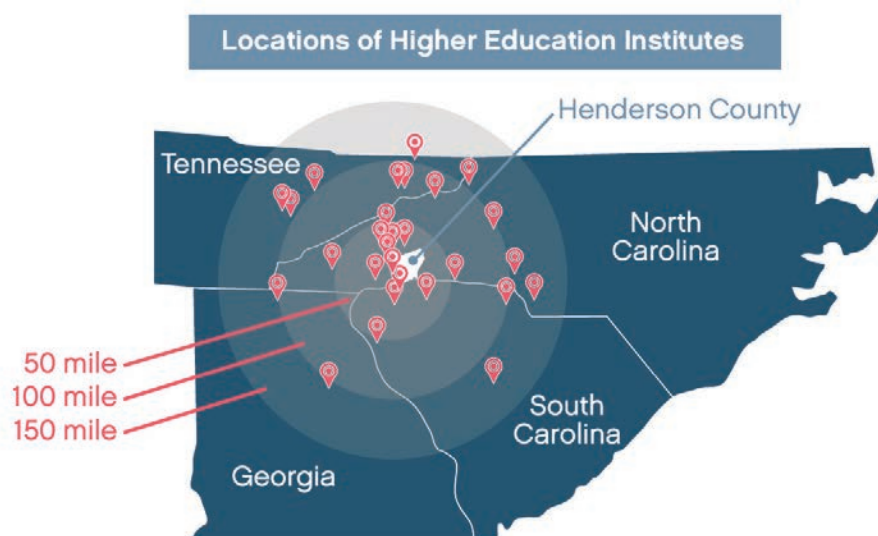 Locations of Higher Education Institutes
Henderson County
Tennessee
North
Carolina
50 mile
100 mile
150 mile
South
Carolina
Georgia